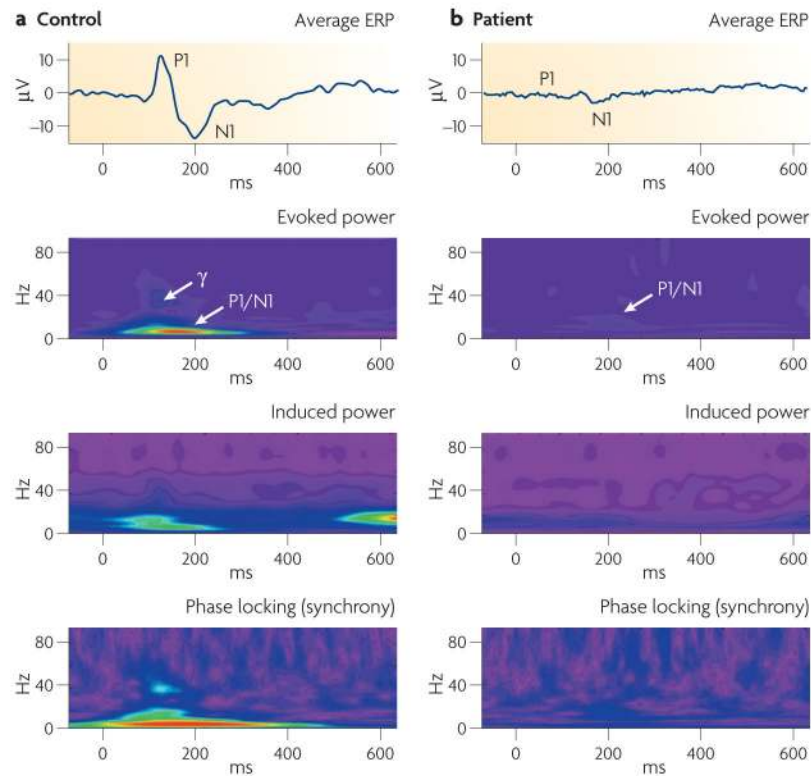 a Control Average ERP
10
0
−10
μV
P1
N1
0 200 400 600
ms
Evoked power
80
40
0
Hz
γ
P1/N1
0 200 400 600
ms
Induced power
80
40
0
Hz
0 200 400 600
ms
Phase locking (synchrony)
80
40
0
Hz
0 200 400 600
ms
b Patient Average ERP
10
0
−10
μV
P1
N1
0 200 400 600
ms
Evoked power
80
40
0
Hz
P1/N1
0 200 400 600
ms
Induced power
80
40
0
Hz
0 200 400 600
ms
Phase locking (synchrony)
80
40
0
Hz
0 200 400 600
ms